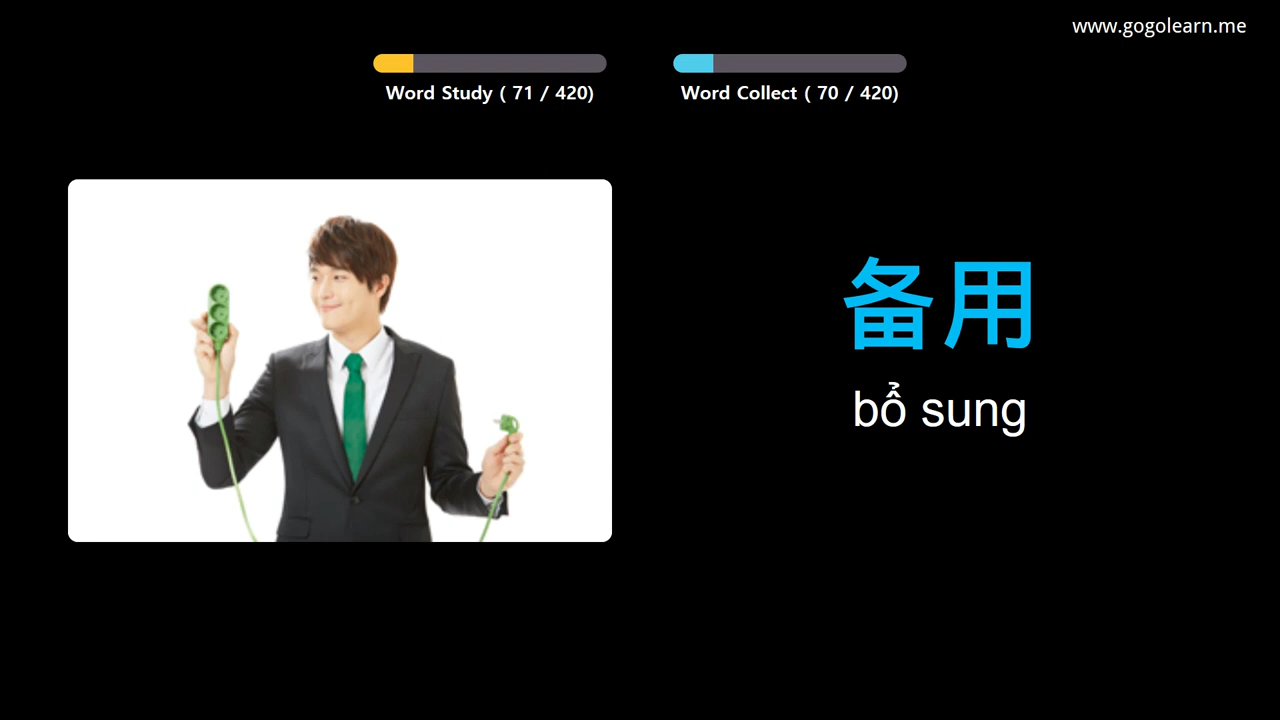 www.gogolearn.me
Word Study ( 71 / 420)
Word Collect ( 70 / 420)
备用
bổ sung